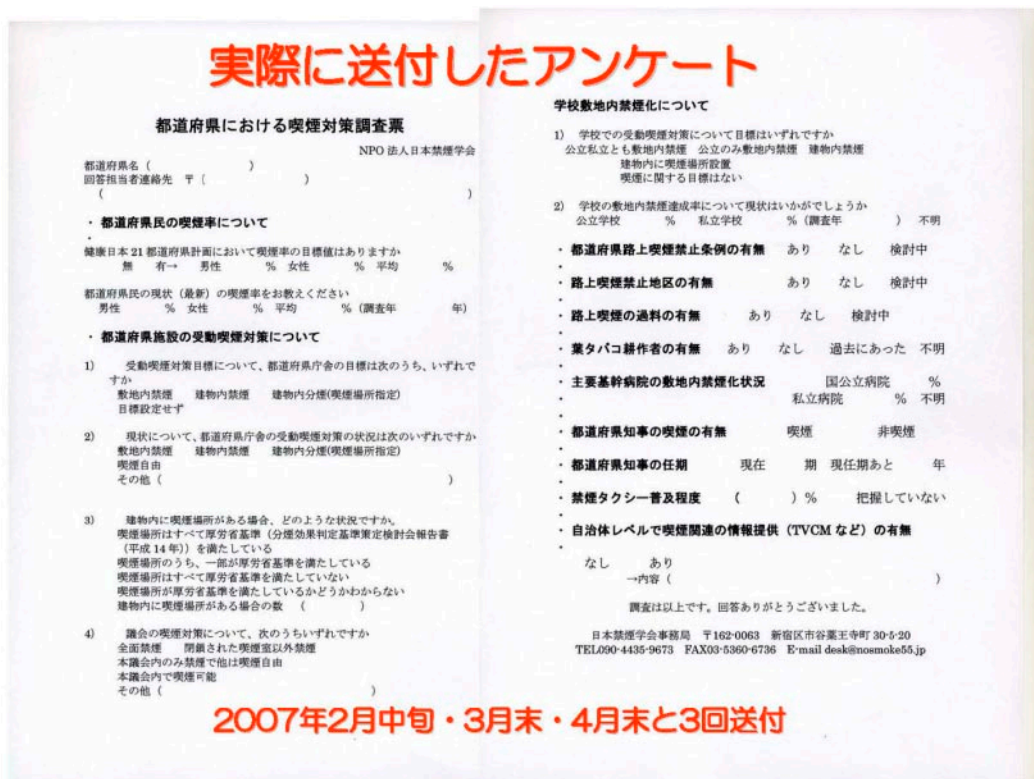 実際に送付したアンケート
都道府県における喫煙対策調査票
NPO 法人日本禁煙学会
都道府県名（　　　　　　　）
回答担当者連絡先　〒（　　　　　　　）
（　　　　　　　　　　　　　　　　）
・ 都道府県民の喫煙率について
・
健康日本 21 都道府県計画において喫煙率の目標値はありますか
無　有→　男性　　　% 女性　　　% 平均　　　%
都道府県民の現状（最新）の喫煙率をお教えください
男性　　　% 女性　　　% 平均　　　%（調査年　　　年）
・ 都道府県施設の受動喫煙対策について
1)　受動喫煙対策目標について、都道府県庁舎の目標は次のうち、いずれで
すか
敷地内禁煙　建物内禁煙　建物内分煙(喫煙場所指定)
目標設定せず
2)　現状について、都道府県庁舎の受動喫煙対策の状況は次のいずれですか
敷地内禁煙　建物内禁煙　建物内分煙(喫煙場所指定)
喫煙自由
その他（　　　　　　　　　　　　　　）
3)　建物内に喫煙場所がある場合、どのような状況ですか。
喫煙場所はすべて厚労省基準（分煙効果判定基準策定検討会報告書
（平成 14 年））を満たしている
喫煙場所のうち、一部が厚労省基準を満たしている
喫煙場所はすべて厚労省基準を満たしていない
喫煙場所が厚労省基準を満たしているかどうかわからない
建物内に喫煙場所がある場合の数　（　　　　）
4)　議会の喫煙対策について、次のうちいずれですか
全面禁煙　閉鎖された喫煙室以外禁煙
本議会内のみ禁煙で他は喫煙自由
本議会内で喫煙可能
その他（　　　　　　　　　　　）
学校敷地内禁煙化について
1)　学校での受動喫煙対策について目標はいずれですか
公立私立とも敷地内禁煙　公立のみ敷地内禁煙　建物内禁煙
建物内に喫煙場所設置
喫煙に関する目標はない
2)　学校の敷地内禁煙達成率について現状はいかがでしょうか
公立学校　　　%　私立学校　　　%（調査年　　　）　不明
・ 都道府県路上喫煙禁止条例の有無　あり　なし　検討中
・
・ 路上喫煙禁止地区の有無　あり　なし　検討中
・
・ 路上喫煙の過料の有無　あり　なし　検討中
・
・ 葉タバコ耕作者の有無　あり　なし　過去にあった　不明
・
・ 主要基幹病院の敷地内禁煙化状況　国公立病院　　　%
・　私立病院　　　%　不明
・
・ 都道府県知事の喫煙の有無　喫煙　非喫煙
・
・ 都道府県知事の任期　現在　　期　現任期あと　　年
・
・ 禁煙タクシー普及程度　（　　　）%　把握していない
・
・ 自治体レベルで喫煙関連の情報提供（TVCM など）の有無
・
なし　あり
→内容（　　　　　　　　　　　　　　　　）
調査は以上です。回答ありがとうございました。
日本禁煙学会事務局　〒162-0063　新宿区市谷薬王寺町 30-5-20
TEL090-4435-9673　FAX03-5360-6736　E-mail desk@nosmoke55.jp
2007年2月中旬・3月末・4月末と3回送付